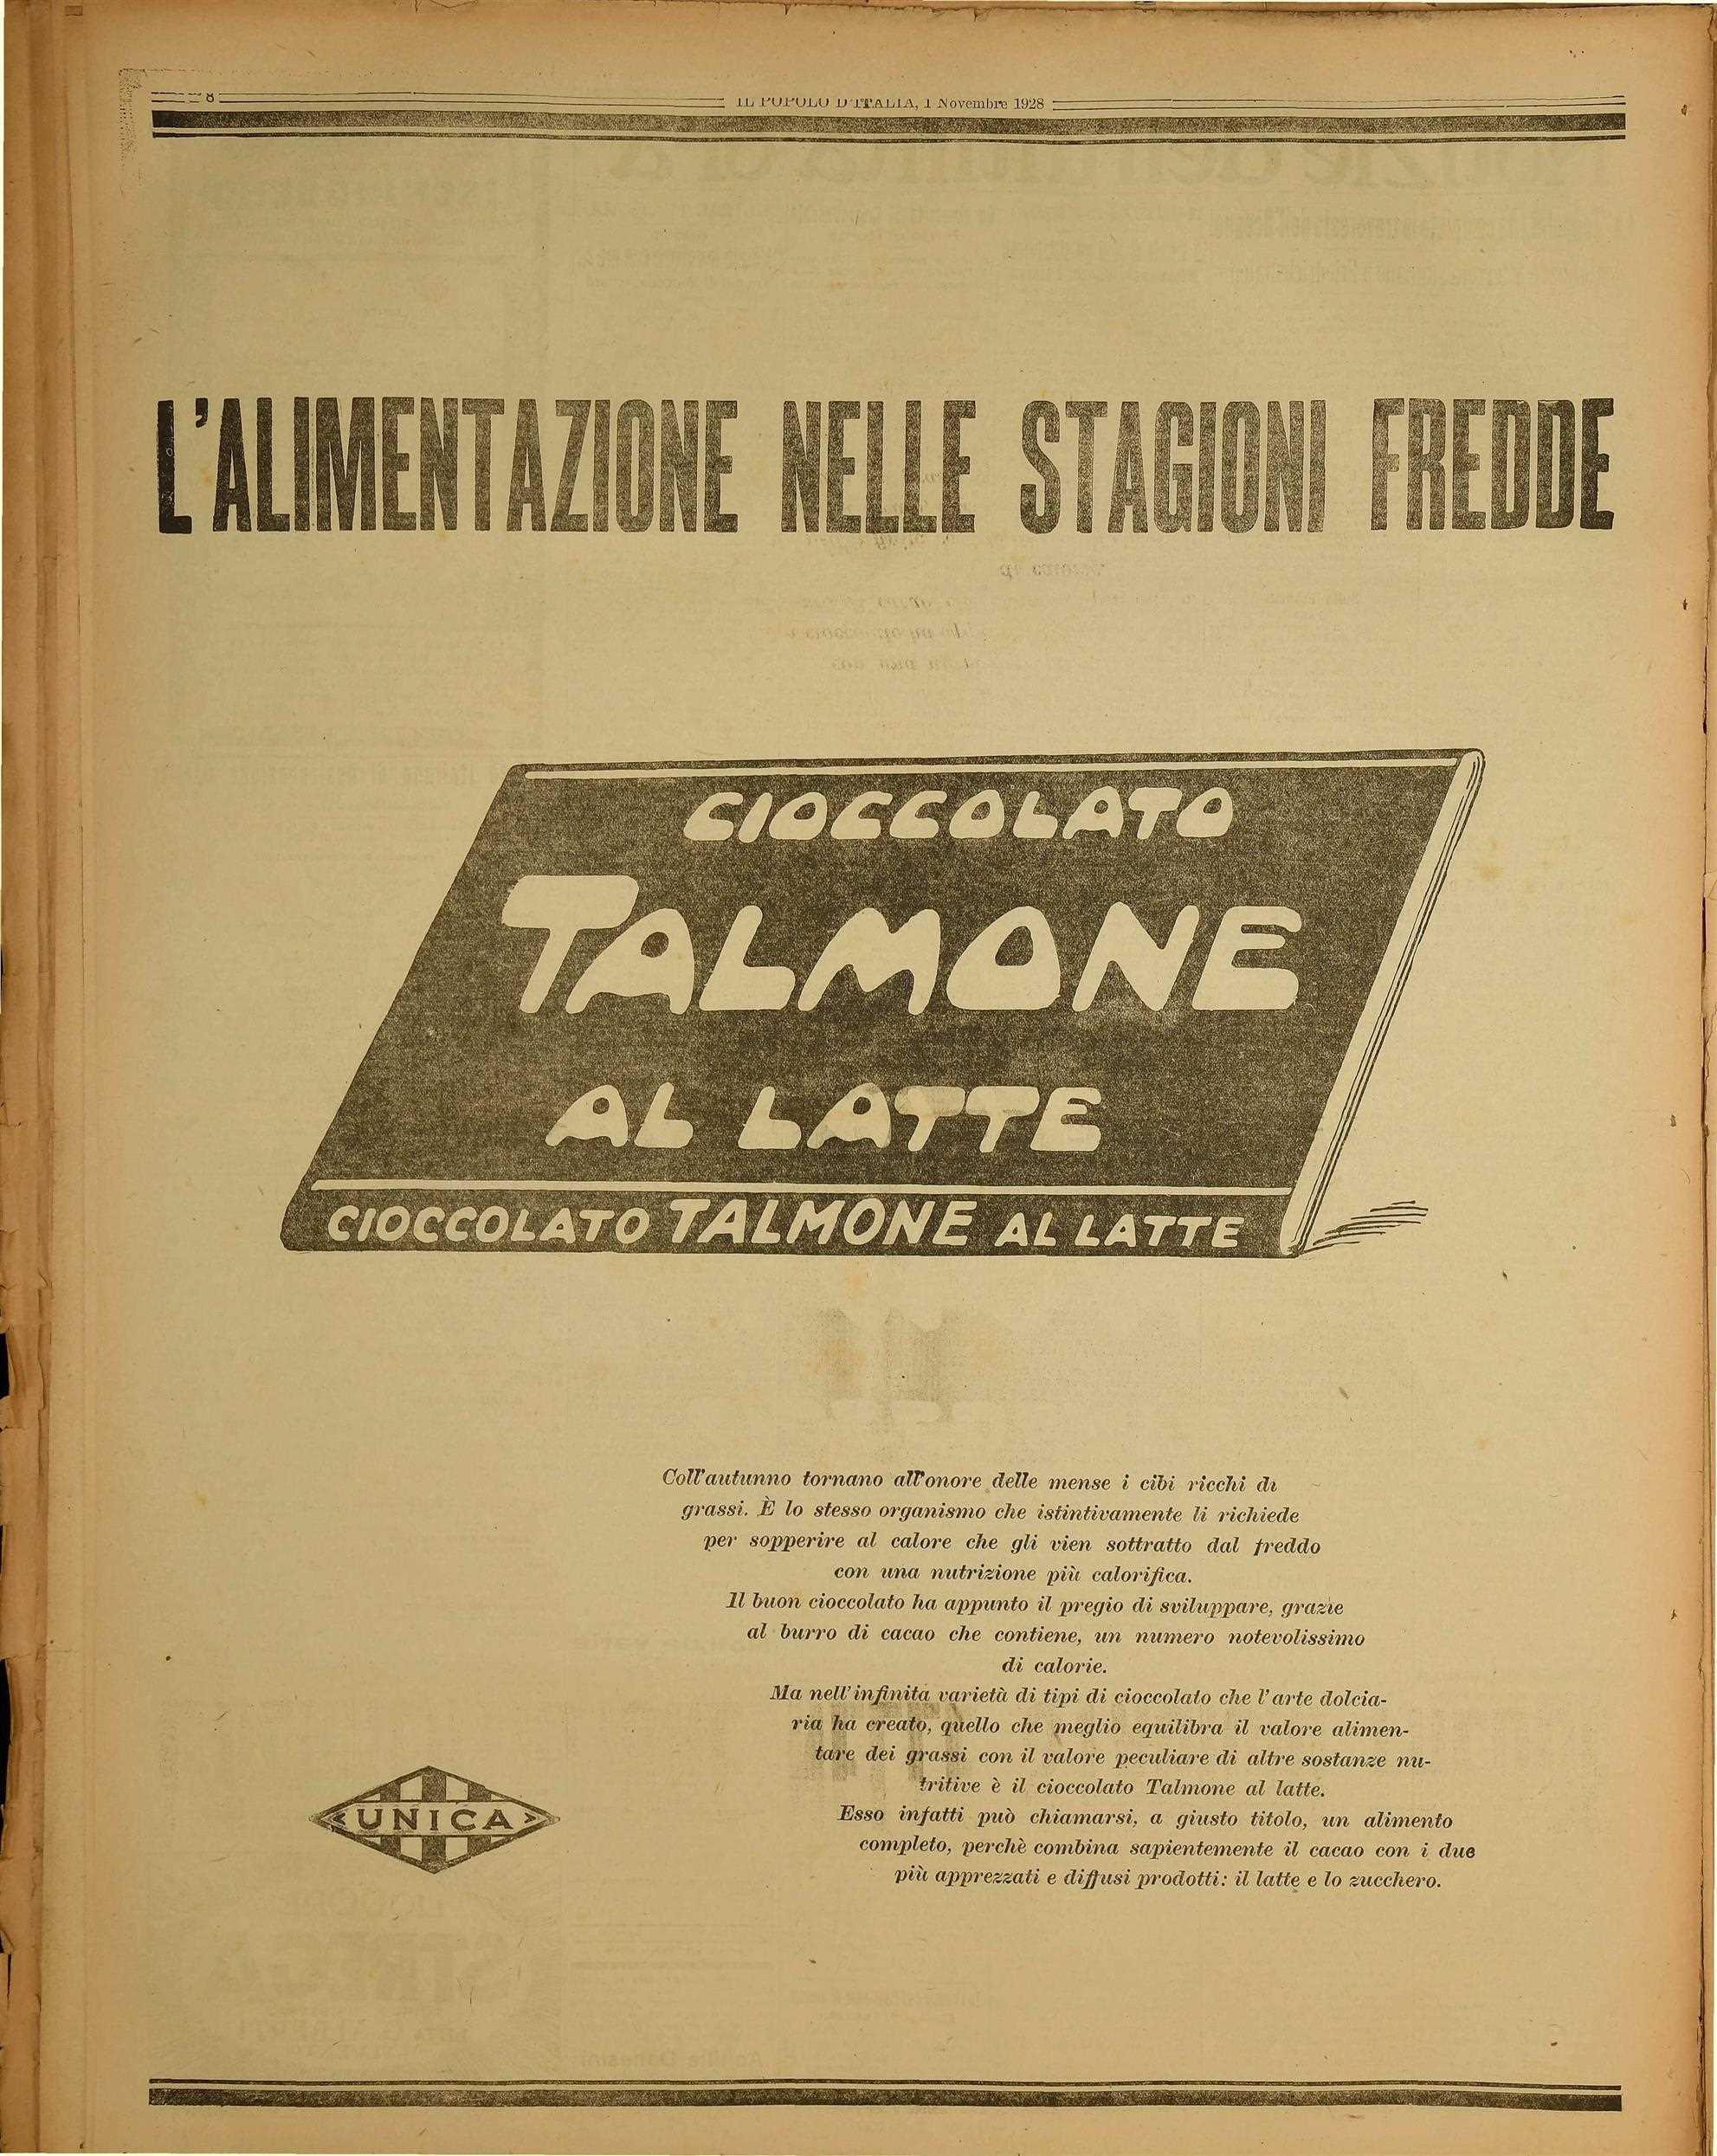 8
IL POPOLO D'ITALIA, 1 Novembre 1928
L'ALIMENTAZIONE NELLE STAGIONI FREDDE
CIOCCOLATO
TALMONE
AL LATTE
CIOCCOLATO TALMONE AL LATTE
Coll'autunno tornano all'onore delle mense i cibi ricchi di
grassi. È lo stesso organismo che istintivamente li richiede
per sopperire al calore che gli vien sottratto dal freddo
con una nutrizione più calorifica.
Il buon cioccolato ha appunto il pregio di sviluppare, grazie
al burro di cacao che contiene, un numero notevolissimo
di calorie.
Ma nell'infinita varietà di tipi di cioccolato che l'arte dolcia-
ria ha creato, quello che meglio equilibra il valore alimen-
tare dei grassi con il valore peculiare di altre sostanze nu-
tritive è il cioccolato Talmone al latte.
Esso infatti può chiamarsi, a giusto titolo, un alimento
completo, perchè combina sapientemente il cacao con i due
più apprezzati e diffusi prodotti: il latte e lo zucchero.
<UNICA>